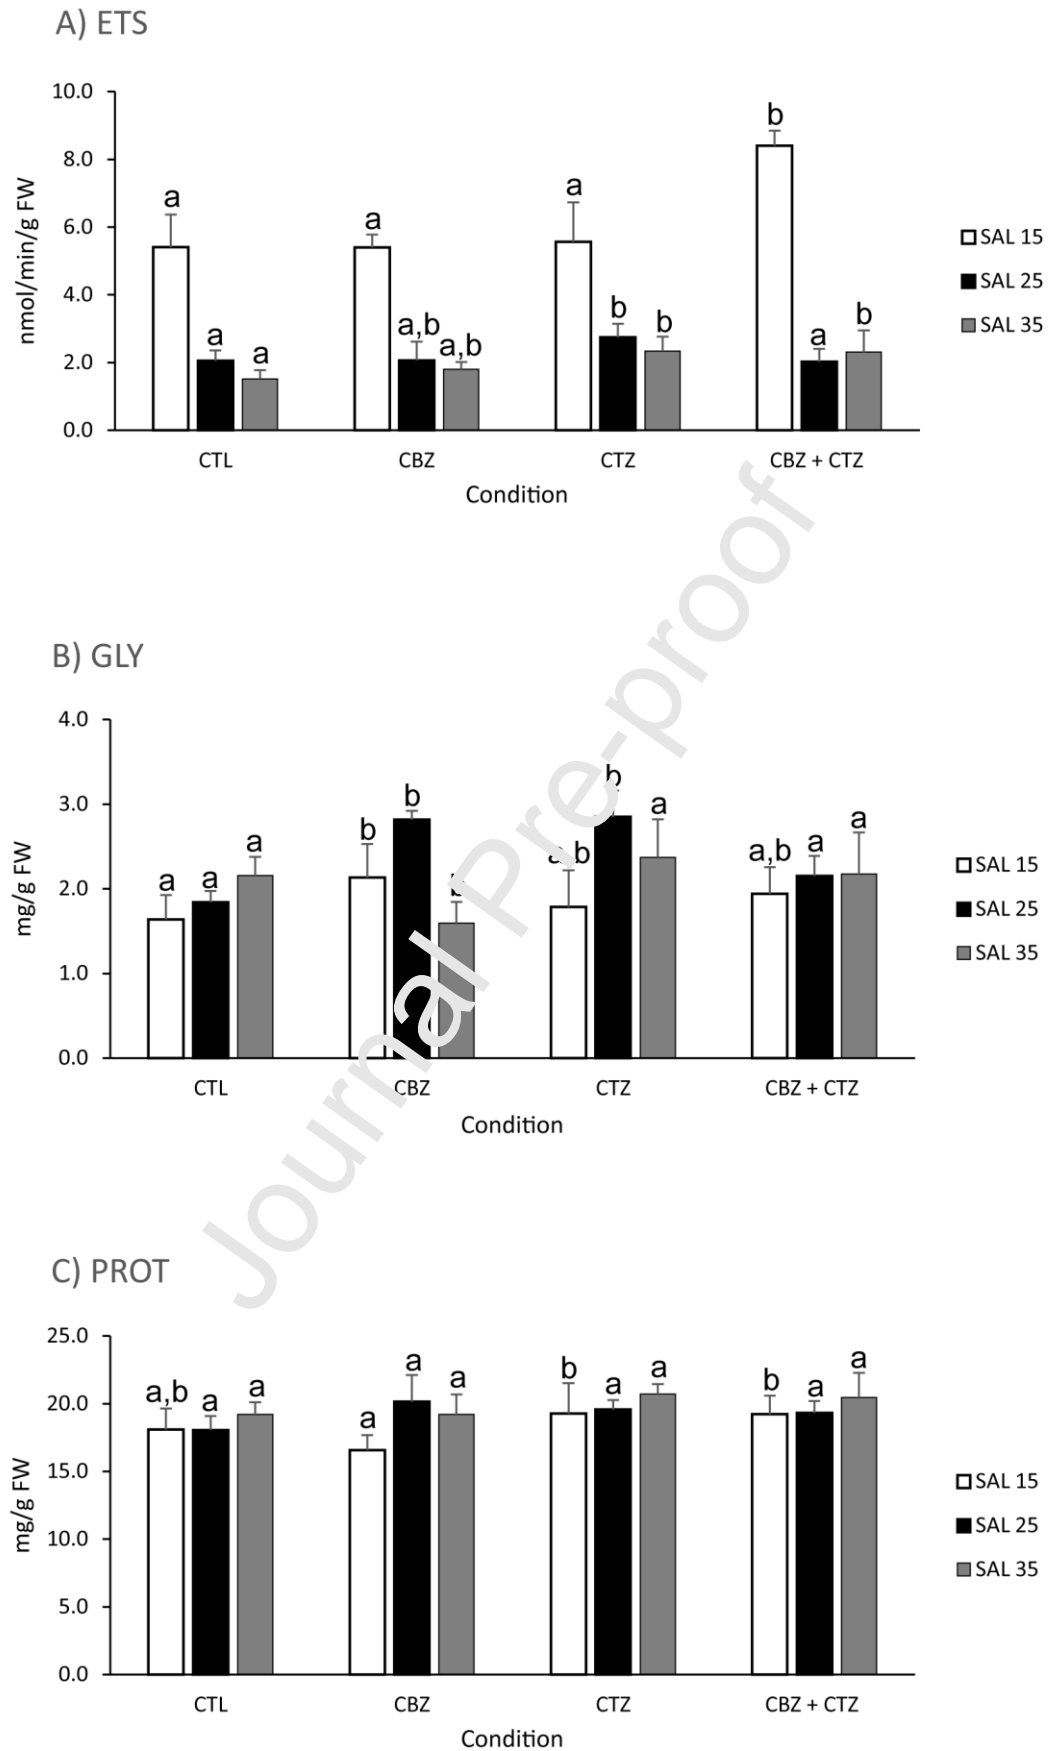 A) ETS
10.0
8.0
6.0
4.0
2.0
0.0
nmol/min/g FW
a
a
a
a
a,b
a,b
a
b
b
b
a
b
CTL
CBZ
CTZ
CBZ + CTZ
Condition
SAL 15
SAL 25
SAL 35
B) GLY
4.0
3.0
2.0
1.0
0.0
mg/g FW
a
a
a
b
b
b
a,b
b
a
a,b
a
a
CTL
CBZ
CTZ
CBZ + CTZ
Condition
SAL 15
SAL 25
SAL 35
Journal Pre-proof
C) PROT
25.0
20.0
15.0
10.0
5.0
0.0
mg/g FW
a,b
a
a
a
a
a
b
a
a
b
a
a
CTL
CBZ
CTZ
CBZ + CTZ
Condition
SAL 15
SAL 25
SAL 35